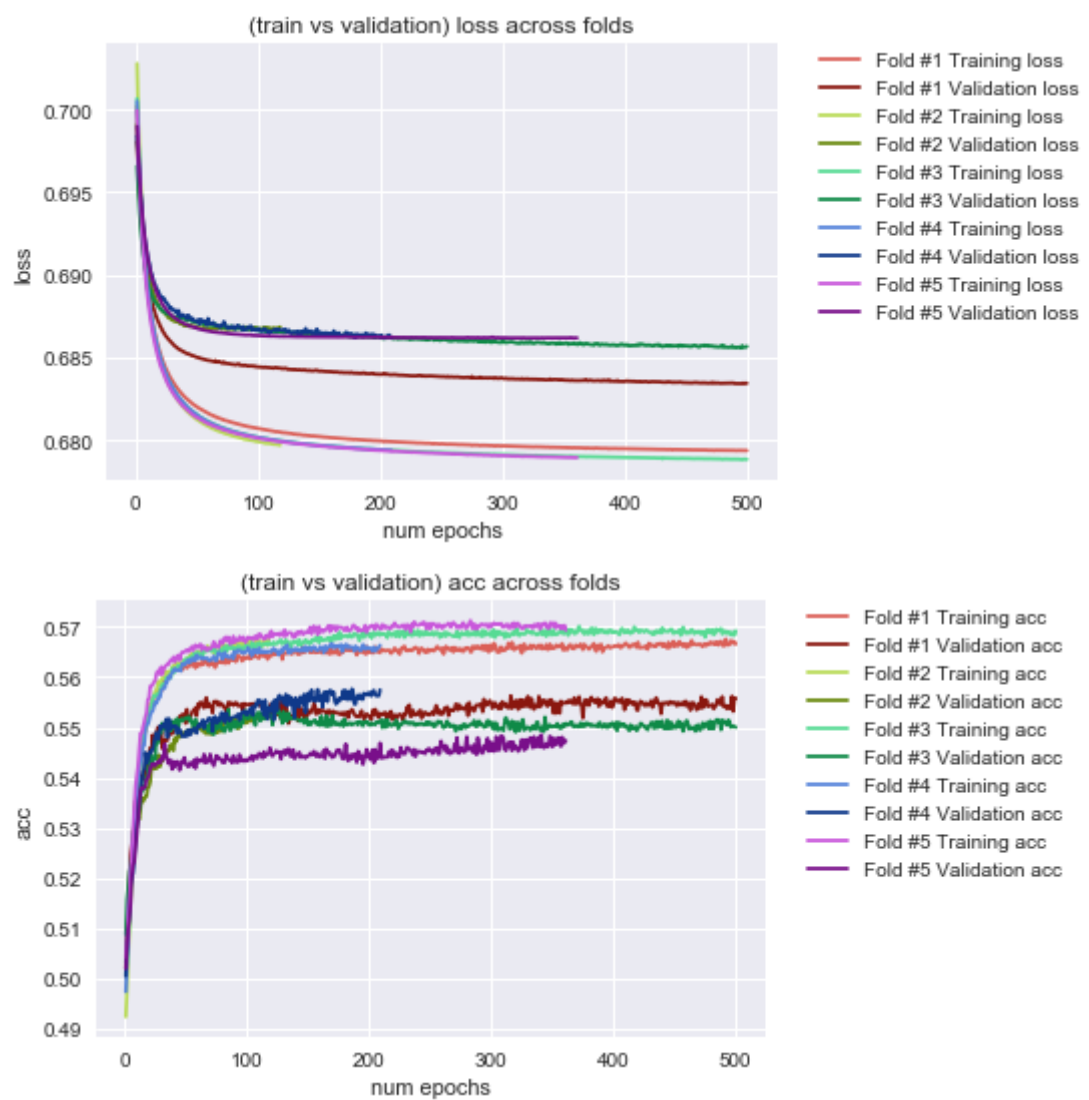 (train vs validation) loss across folds
0.700
0.695
0.690
0.685
0.680
loss
0 100 200 300 400 500
num epochs
Fold #1 Training loss
Fold #1 Validation loss
Fold #2 Training loss
Fold #2 Validation loss
Fold #3 Training loss
Fold #3 Validation loss
Fold #4 Training loss
Fold #4 Validation loss
Fold #5 Training loss
Fold #5 Validation loss
(train vs validation) acc across folds
0.57
0.56
0.55
0.54
0.53
0.52
0.51
0.50
0.49
acc
0 100 200 300 400 500
num epochs
Fold #1 Training acc
Fold #1 Validation acc
Fold #2 Training acc
Fold #2 Validation acc
Fold #3 Training acc
Fold #3 Validation acc
Fold #4 Training acc
Fold #4 Validation acc
Fold #5 Training acc
Fold #5 Validation acc